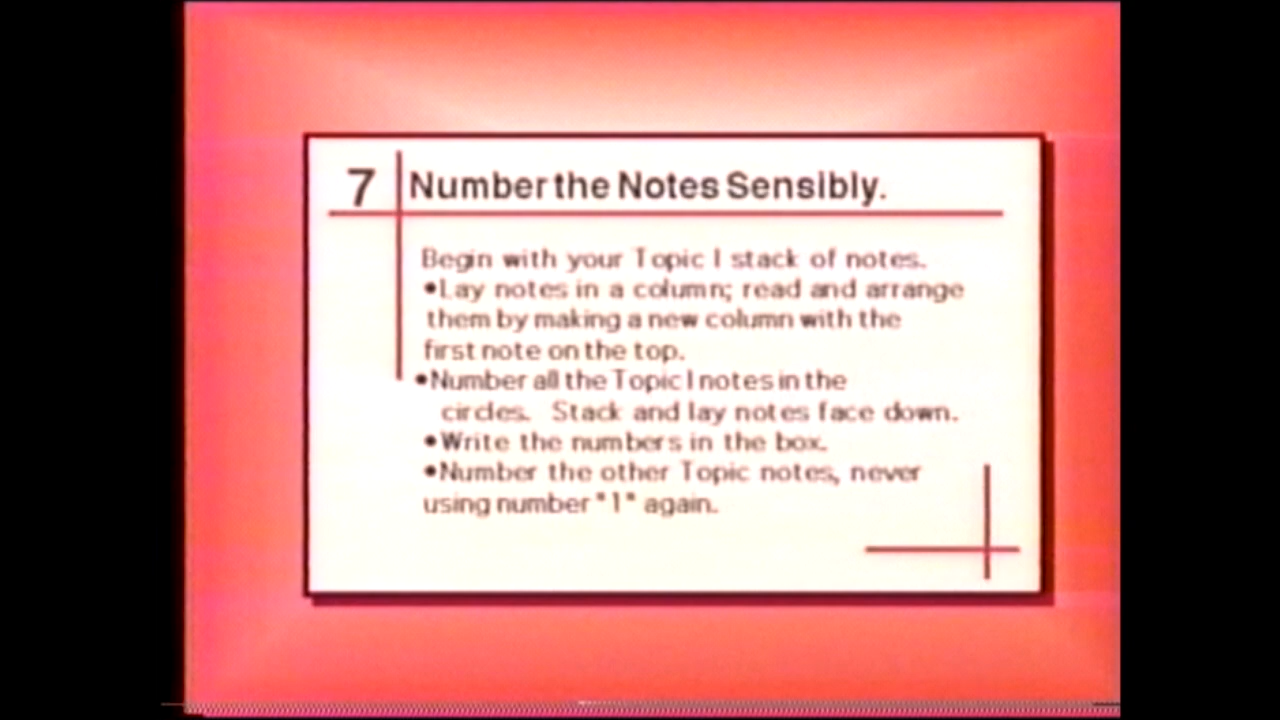 7 Number the Notes Sensibly.
Begin with your Topic I stack of notes.
•Lay notes in a column; read and arrange
them by making a new column with the
first note on the top.
•Number all the Topic I notes in the
circles. Stack and lay notes face down.
•Write the numbers in the box.
•Number the other Topic notes, never
using number "1" again.